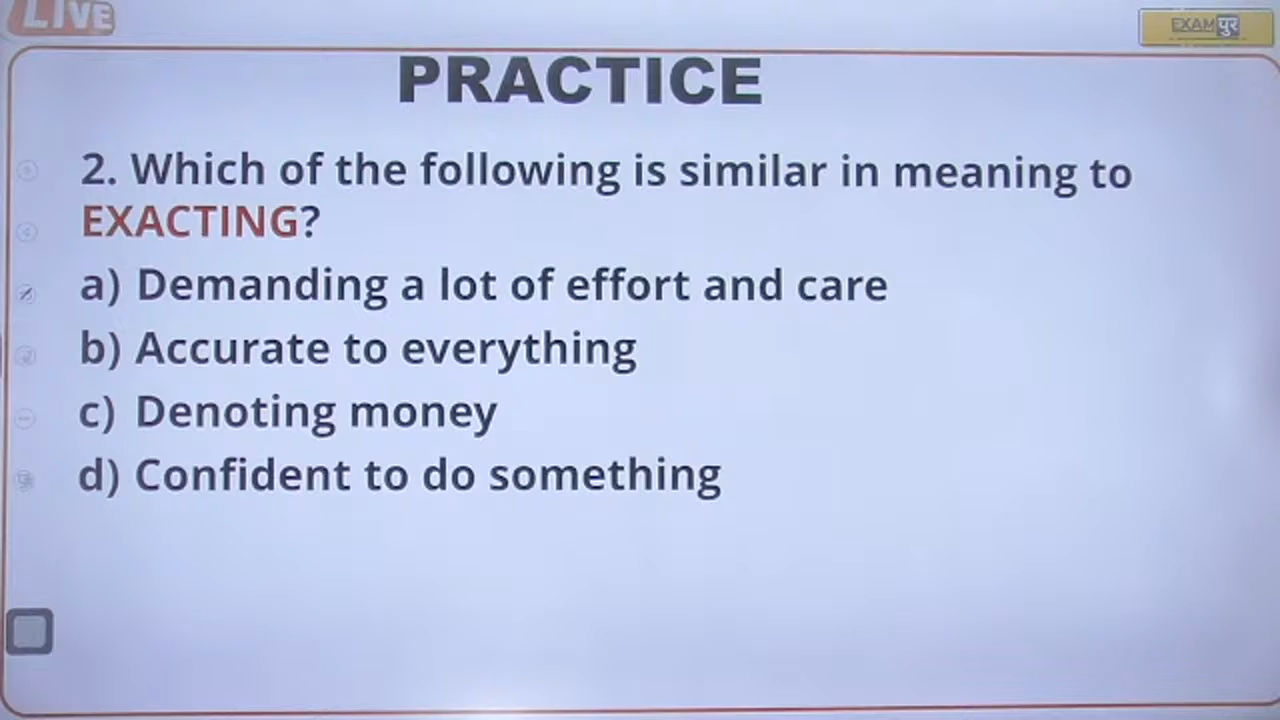 LIVE
EXAMपुर
PRACTICE
2. Which of the following is similar in meaning to
EXACTING?
a) Demanding a lot of effort and care
b) Accurate to everything
c) Denoting money
d) Confident to do something